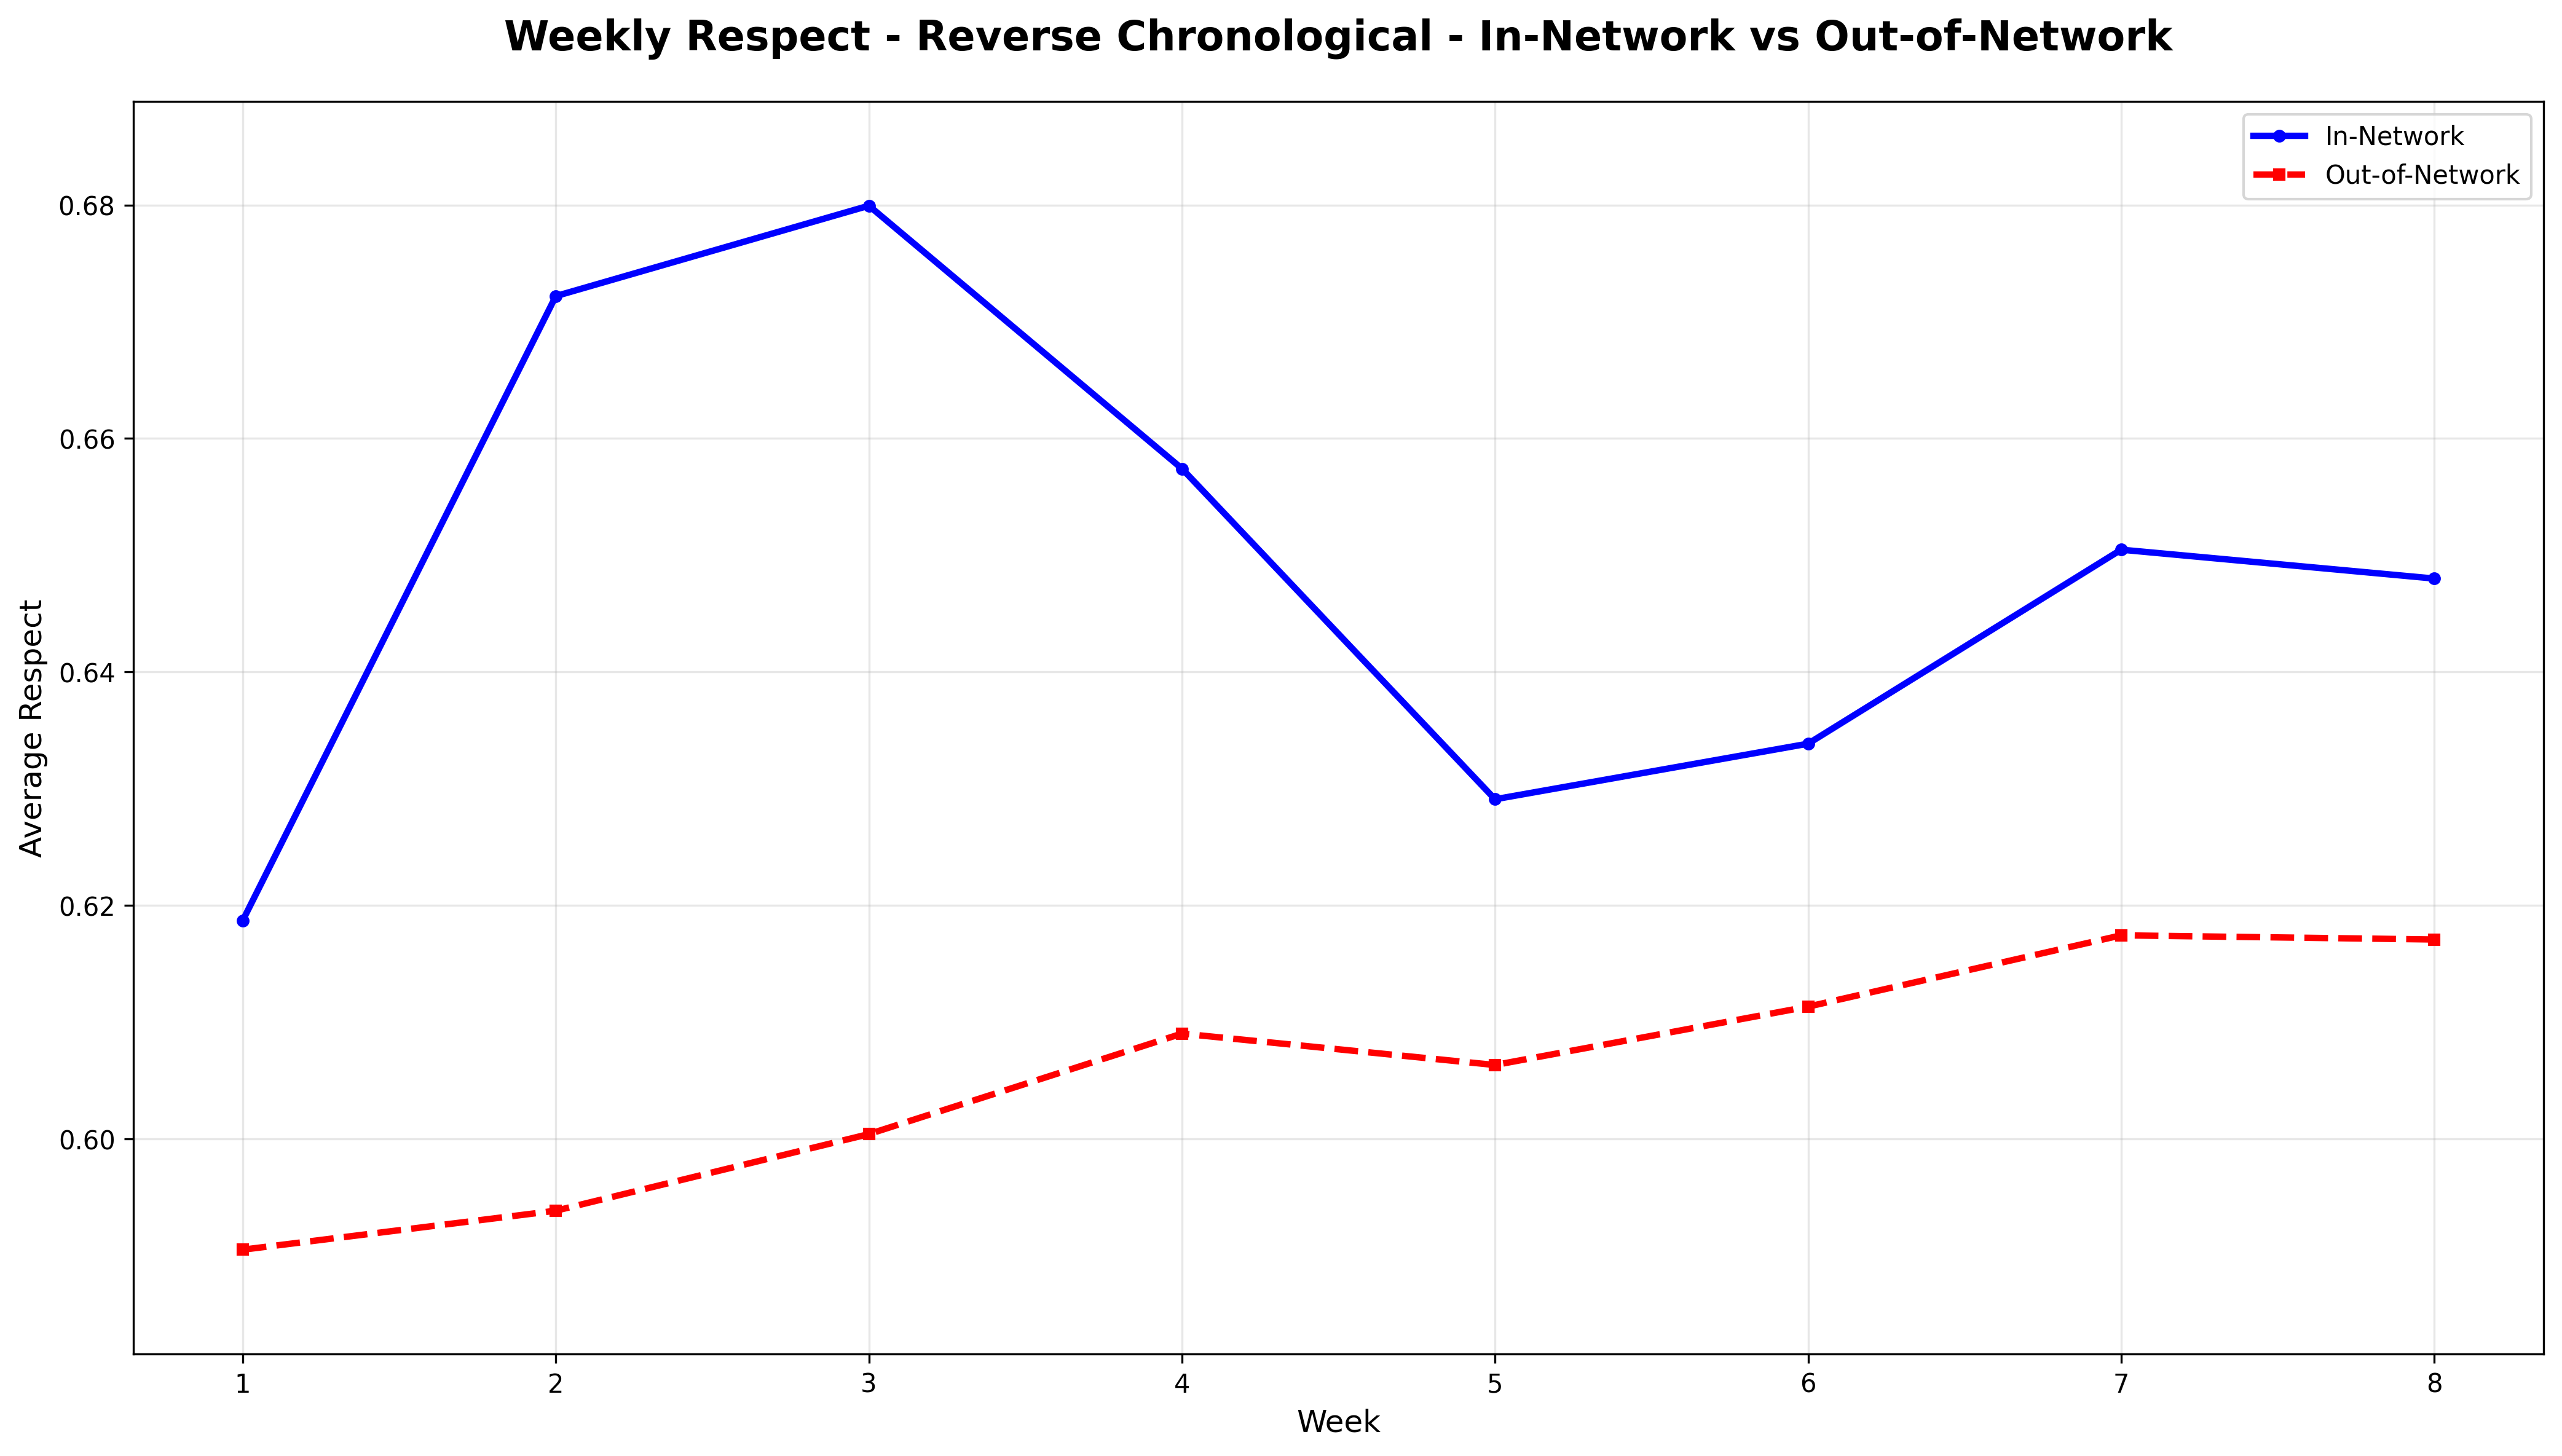 Weekly Respect - Reverse Chronological - In-Network vs Out-of-Network
In-Network
Out-of-Network
0.68
0.66
0.64
0.62
0.60
Average Respect
1 2 3 4 5 6 7 8
Week